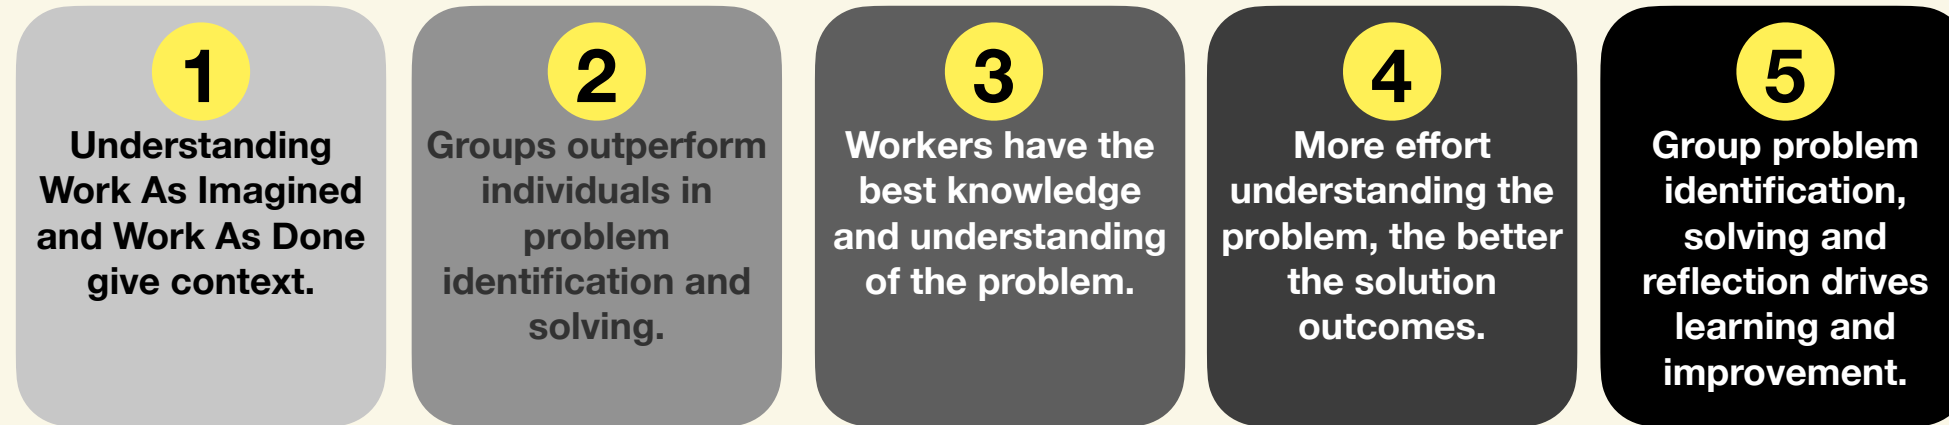 1
Understanding
Work As Imagined
and Work As Done
give context.
2
Groups outperform
individuals in
problem
identification and
solving.
3
Workers have the
best knowledge
and understanding
of the problem.
4
More effort
understanding the
problem, the better
the solution
outcomes.
5
Group problem
identification,
solving and
reflection drives
learning and
improvement.